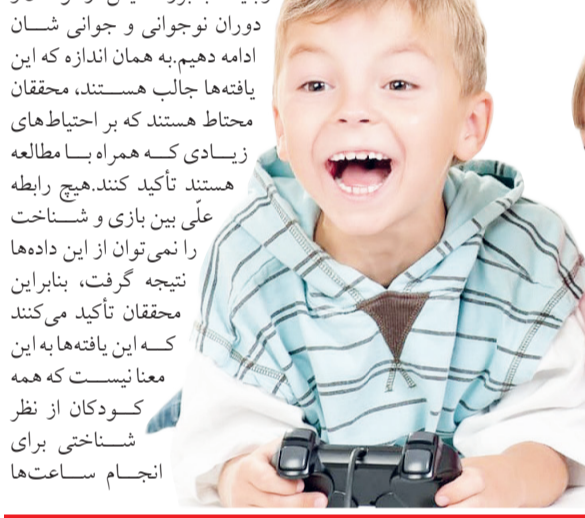 دوران نوجوانی و جوانی شان
ادامه دهیم.به همان اندازه که این
یافته‌ها جالب هستند، محققان
محتاط هستند که بر احتیاط‌های
زیادی که همراه با مطالعه
هستند تأکید کنند.هیچ رابطه
علّی بین بازی و شناخت
را نمی‌توان از این داده‌ها
نتیجه گرفت، بنابراین
محققان تأکید می‌کنند
که این یافته‌ها به این
معنا نیست که همه
کودکان از نظر
شناختی برای
انجام ساعت‌ها